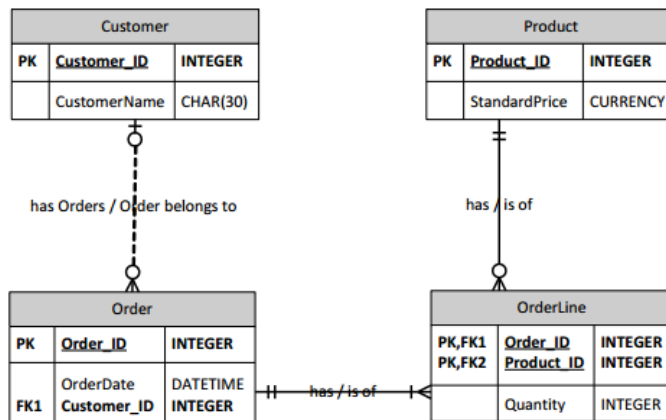 Customer
PK Customer_ID INTEGER
CustomerName CHAR(30)
Product
PK Product_ID INTEGER
StandardPrice CURRENCY
has Orders / Order belongs to
has / is of
Order
PK Order_ID INTEGER
OrderDate DATETIME
FK1 Customer_ID INTEGER
has / is of
OrderLine
PK,FK1 Order_ID INTEGER
PK,FK2 Product_ID INTEGER
Quantity INTEGER